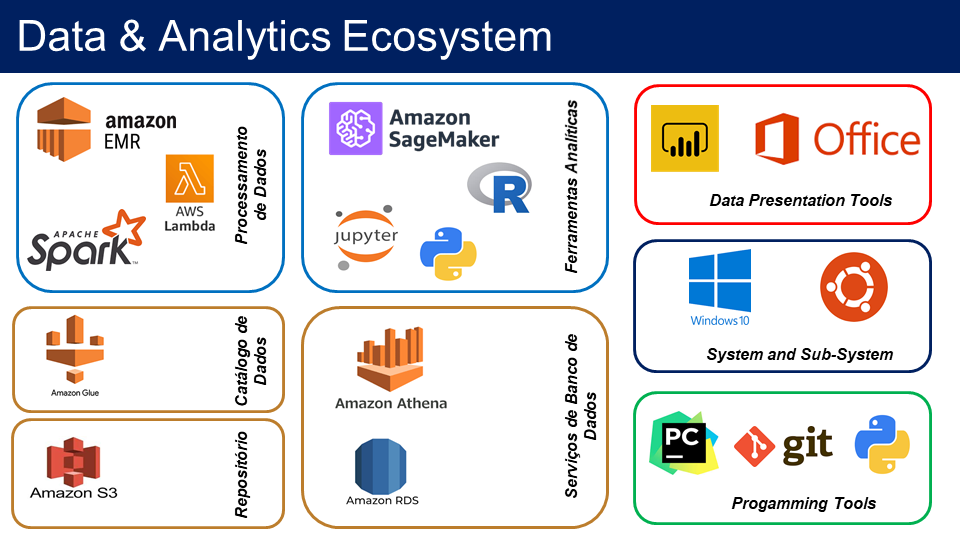 Data & Analytics Ecosystem
amazon
EMR
AWS
Lambda
APACHE
Spark™
Processamento
de Dados
Amazon
SageMaker
R
jupyter
Ferramentas Analíticas
Office
Data Presentation Tools
Windows 10
System and Sub-System
Amazon Glue
Catálogo de
Dados
Amazon S3
Repositório
Amazon Athena
Amazon RDS
Serviços de Banco de
Dados
PC
git
Progamming Tools